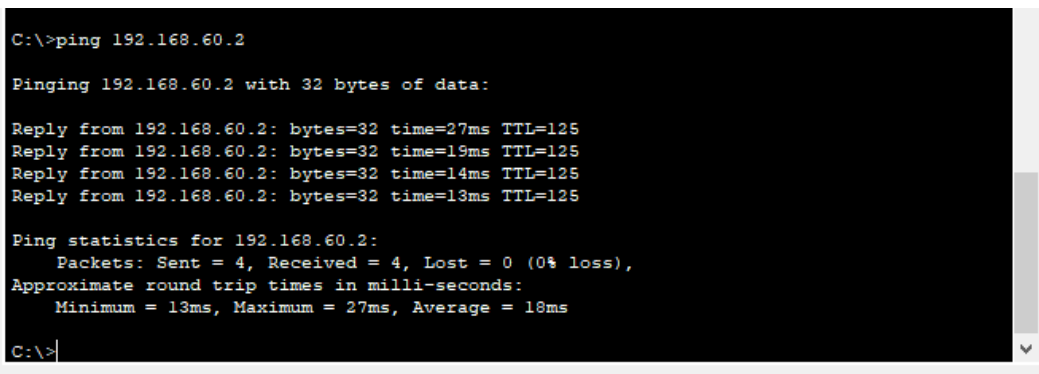 C:\>ping 192.168.60.2
Pinging 192.168.60.2 with 32 bytes of data:
Reply from 192.168.60.2: bytes=32 time=27ms TTL=125
Reply from 192.168.60.2: bytes=32 time=19ms TTL=125
Reply from 192.168.60.2: bytes=32 time=14ms TTL=125
Reply from 192.168.60.2: bytes=32 time=13ms TTL=125
Ping statistics for 192.168.60.2:
    Packets: Sent = 4, Received = 4, Lost = 0 (0% loss),
Approximate round trip times in milli-seconds:
    Minimum = 13ms, Maximum = 27ms, Average = 18ms
C:\>